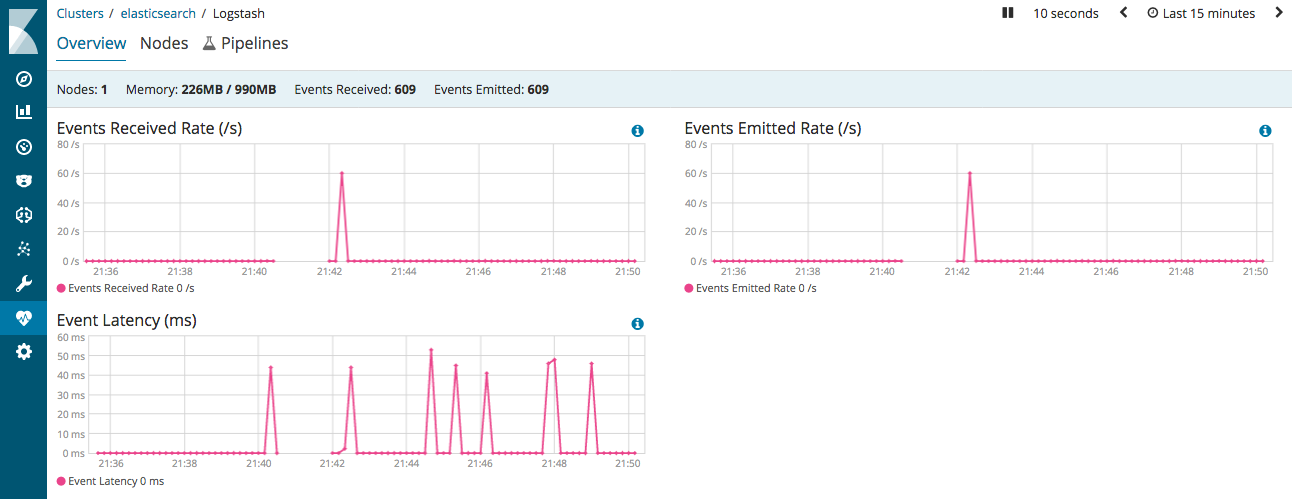 Clusters / elasticsearch / Logstash
10 seconds Last 15 minutes
Overview Nodes Pipelines
Nodes: 1 Memory: 226MB / 990MB Events Received: 609 Events Emitted: 609
Events Received Rate (/s)
80 /s
60 /s
40 /s
20 /s
0 /s
21:36 21:38 21:40 21:42 21:44 21:46 21:48 21:50
Events Received Rate 0 /s
Events Emitted Rate (/s)
80 /s
60 /s
40 /s
20 /s
0 /s
21:36 21:38 21:40 21:42 21:44 21:46 21:48 21:50
Events Emitted Rate 0 /s
Event Latency (ms)
60 ms
50 ms
40 ms
30 ms
20 ms
10 ms
0 ms
21:36 21:38 21:40 21:42 21:44 21:46 21:48 21:50
Event Latency 0 ms